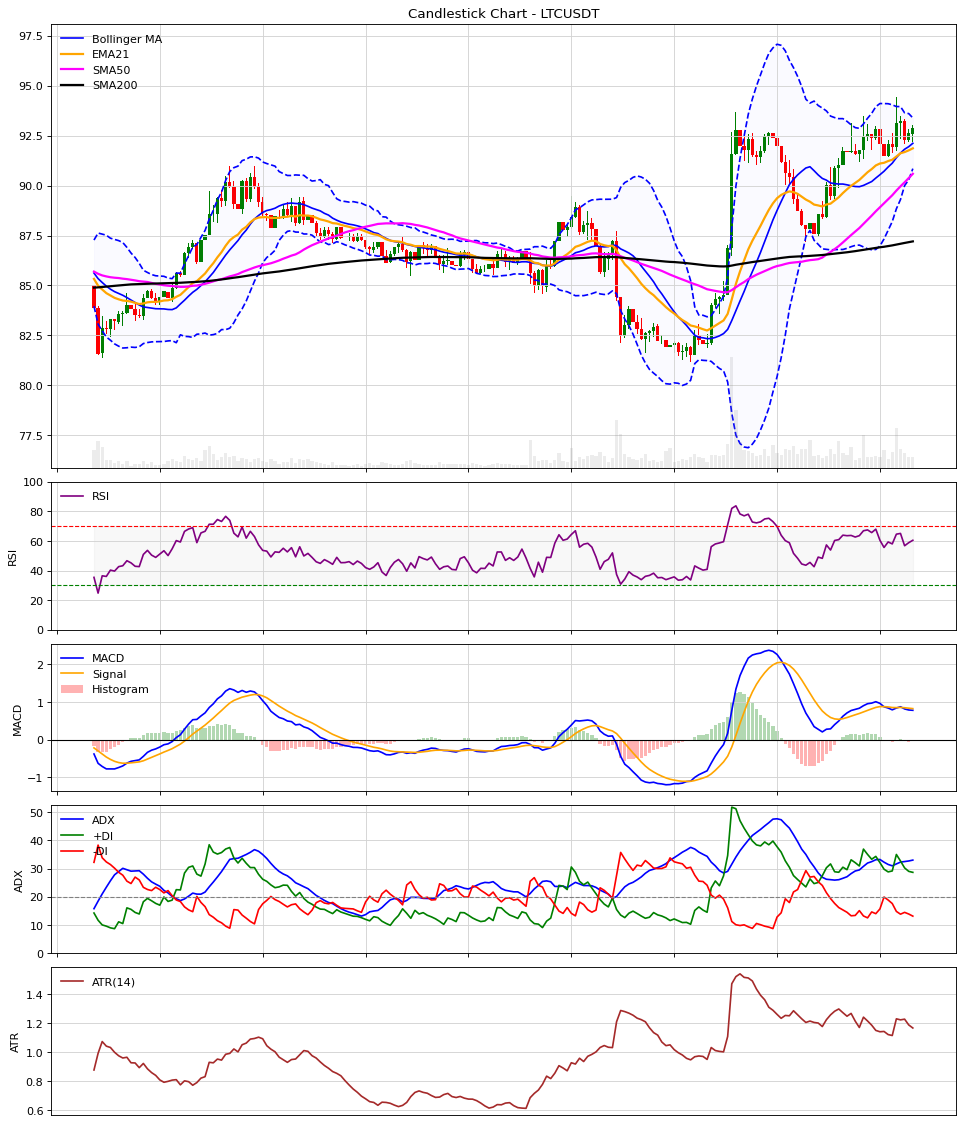 Candlestick Chart - LTCUSDT
Bollinger MA
EMA21
SMA50
SMA200
97.5
95.0
92.5
90.0
87.5
85.0
82.5
80.0
77.5
RSI
RSI
100
80
60
40
20
0
MACD
Signal
Histogram
MACD
2
1
0
−1
ADX
+DI
-DI
ADX
50
40
30
20
10
0
ATR(14)
ATR
1.4
1.2
1.0
0.8
0.6